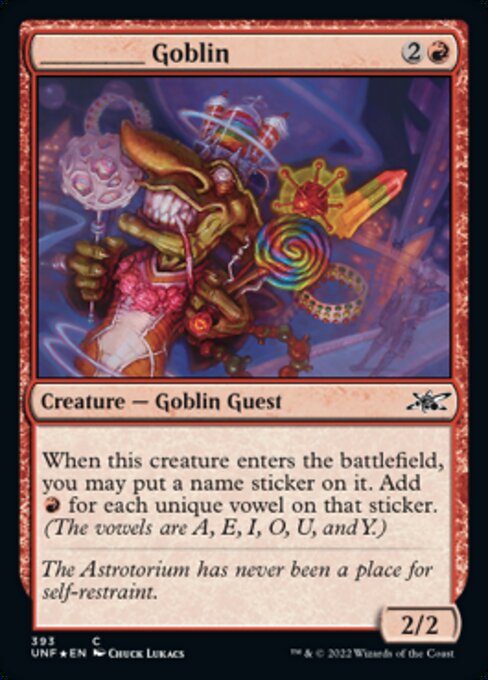 ________ Goblin 2
Creature — Goblin Guest
When this creature enters the battlefield,
you may put a name sticker on it. Add
for each unique vowel on that sticker.
(The vowels are A, E, I, O, U, and Y.)
The Astrotorium has never been a place for
self-restraint.
2/2
393 C
UNF★EN Chuck Lukacs ™ & © 2022 Wizards of the Coast